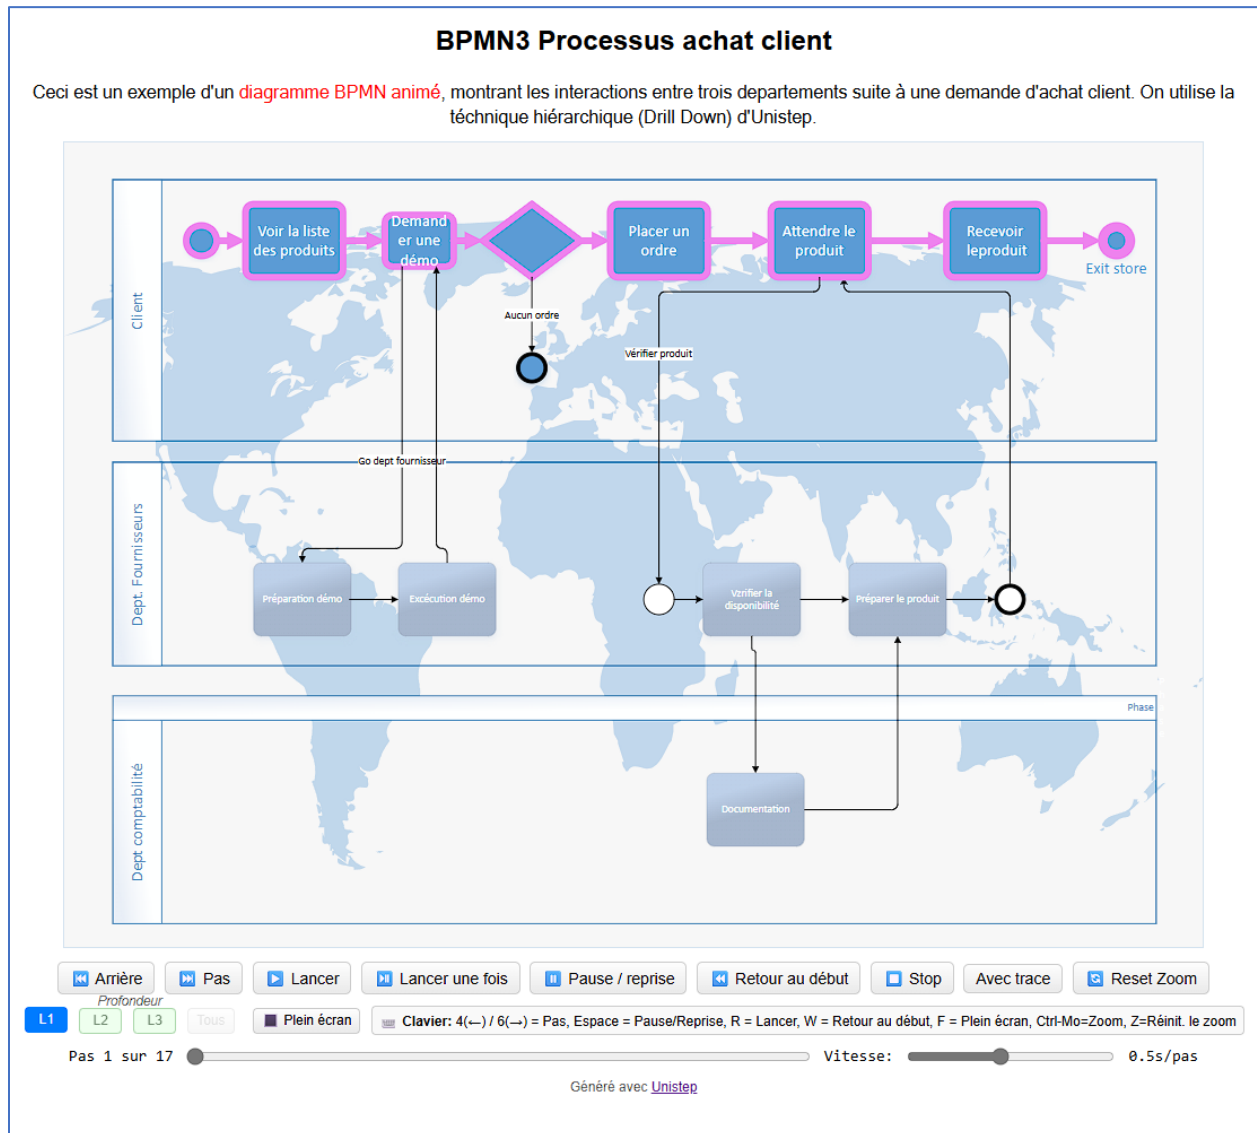 BPMN3 Processus achat client
Ceci est un exemple d'un diagramme BPMN animé, montrant les interactions entre trois departements suite à une demande d'achat client. On utilise la
téchnique hiérarchique (Drill Down) d'Unistep.
Client
Voir la liste
des produits
Demand
er une
démo
Placer un
ordre
Attendre le
produit
Recevoir
leproduit
Exit store
Aucun ordre
Vérifier produit
Go dept fournisseur
Dept. Fournisseurs
Préparation démo
Excécution démo
Vzrifier la
disponibilité
Préparer le produit
Phase
Dept comptabilité
Documentation
Arrière
Pas
Lancer
Lancer une fois
Pause / reprise
Retour au début
Stop
Avec trace
Reset Zoom
Profondeur
L1
L2
L3
Tous
Plein écran
Clavier: 4(←) / 6(→) = Pas, Espace = Pause/Reprise, R = Lancer, W = Retour au début, F = Plein écran, Ctrl-Mo=Zoom, Z=Réinit. le zoom
Pas 1 sur 17
Vitesse:
0.5s/pas
Généré avec Unistep